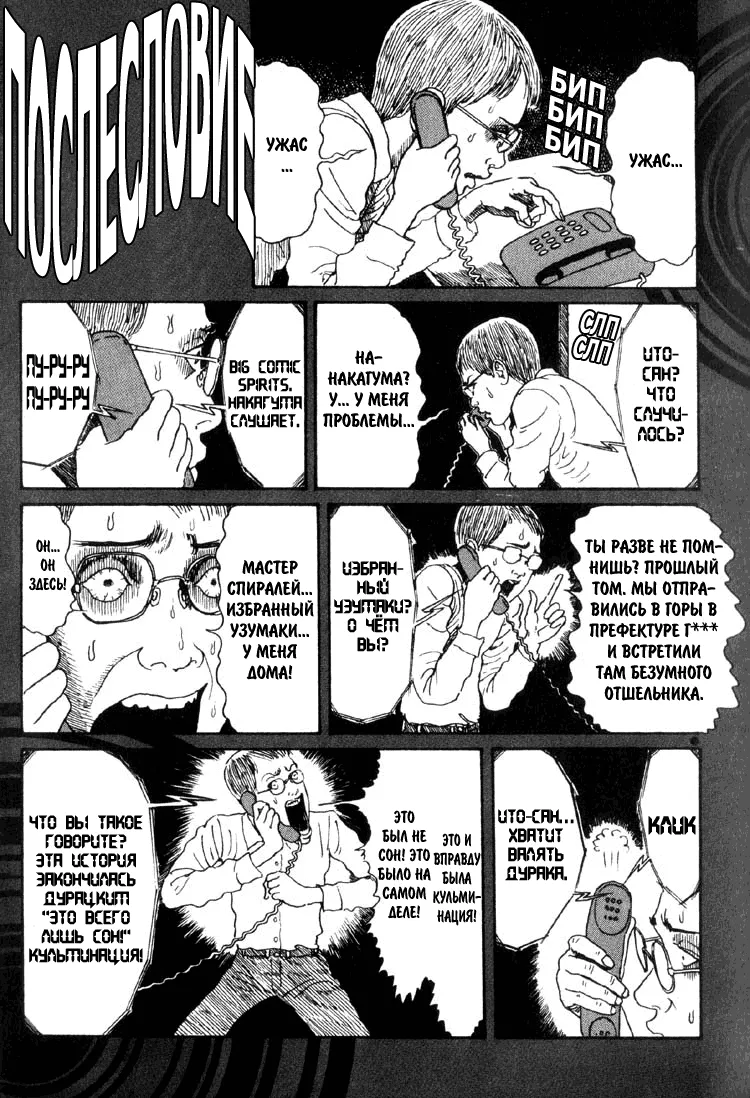 ПОСЛЕСЛОВИЕ
УЖАС
...
БИП
БИП
БИП
УЖАС...
ПУ-РУ-РУ
ПУ-РУ-РУ
BIG COMIC
SPIRITS.
НАКАГУМА
СЛУШАЕТ.
НА-
НАКАГУМА?
У... У МЕНЯ
ПРОБЛЕМЫ...
СЛП
СЛП
ИТО-
САН?
ЧТО
СЛУЧИ-
ЛОСЬ?
ОН...
ОН
ЗДЕСЬ!
МАСТЕР
СПИРАЛЕЙ...
ИЗБРАННЫЙ
УЗУМАКИ...
У МЕНЯ
ДОМА!
ИЗБРАН-
НЫЙ
УЗУМАКИ?
О ЧЁМ
ВЫ?
ТЫ РАЗВЕ НЕ ПОМ-
НИШЬ? ПРОШЛЫЙ
ТОМ. МЫ ОТПРА-
ВИЛИСЬ В ГОРЫ В
ПРЕФЕКТУРЕ Г***
И ВСТРЕТИЛИ
ТАМ БЕЗУМНОГО
ОТШЕЛЬНИКА.
ЧТО ВЫ ТАКОЕ
ГОВОРИТЕ?
ЭТА ИСТОРИЯ
ЗАКОНЧИЛАСЬ
ДУРАЦКИМ
"ЭТО ВСЕГО
ЛИШЬ СОН!"
КУЛЬМИНАЦИЯ!
ЭТО
БЫЛ НЕ
СОН! ЭТО
БЫЛО НА
САМОМ
ДЕЛЕ!
ЭТО И
ВПРАВДУ
БЫЛА
КУЛЬМИ-
НАЦИЯ!
ИТО-САН...
ХВАТИТ
ВАЛЯТЬ
ДУРАКА.
КЛИК